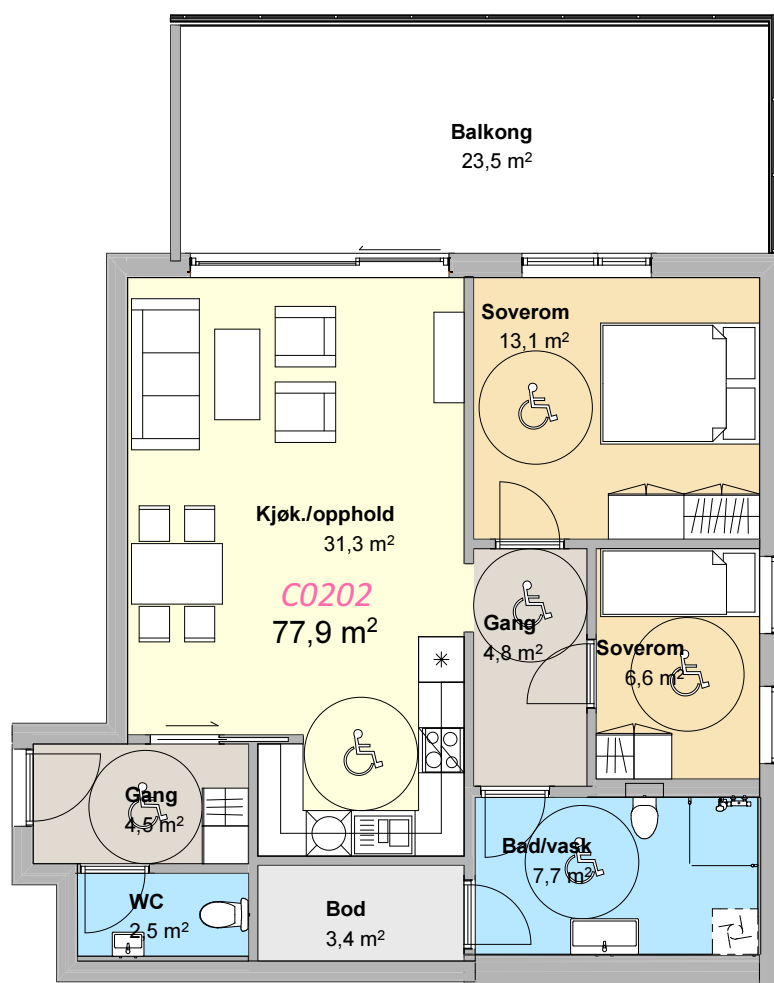 Balkong
23,5 m²
Soverom
13,1 m²
Kjøk./opphold
31,3 m²
C0202
77,9 m²
Gang
4,8 m²
Soverom
6,6 m²
Gang
4,5 m²
Bad/vask
7,7 m²
WC
2,5 m²
Bod
3,4 m²